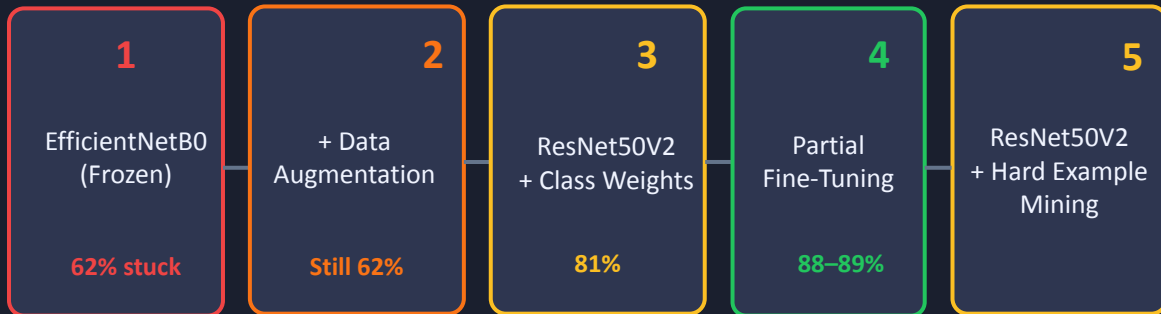 1
EfficientNetB0
(Frozen)
62% stuck
2
+ Data
Augmentation
Still 62%
3
ResNet50V2
+ Class Weights
81%
4
Partial
Fine-Tuning
88–89%
5
ResNet50V2
+ Hard Example
Mining